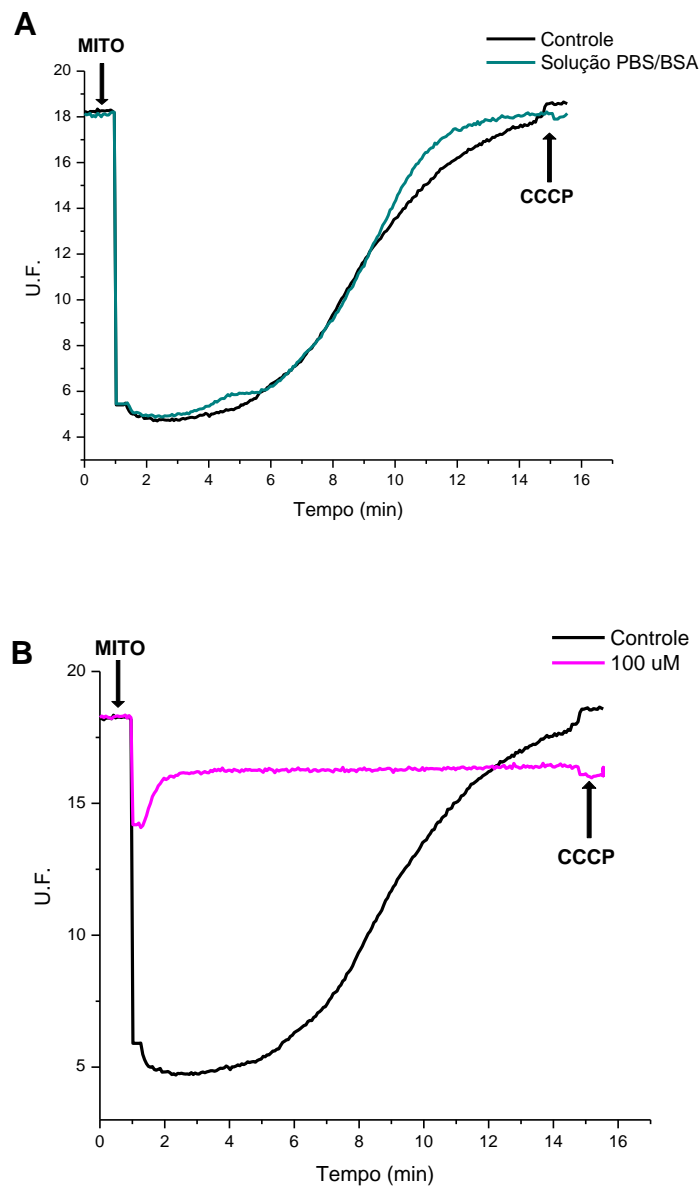 A
MITO
Controle
Solução PBS/BSA
20
18
16
14
12
10
8
6
4
U.F.
CCCP
0 2 4 6 8 10 12 14 16
Tempo (min)
B
MITO
Controle
100 uM
20
15
10
5
U.F.
CCCP
0 2 4 6 8 10 12 14 16
Tempo (min)